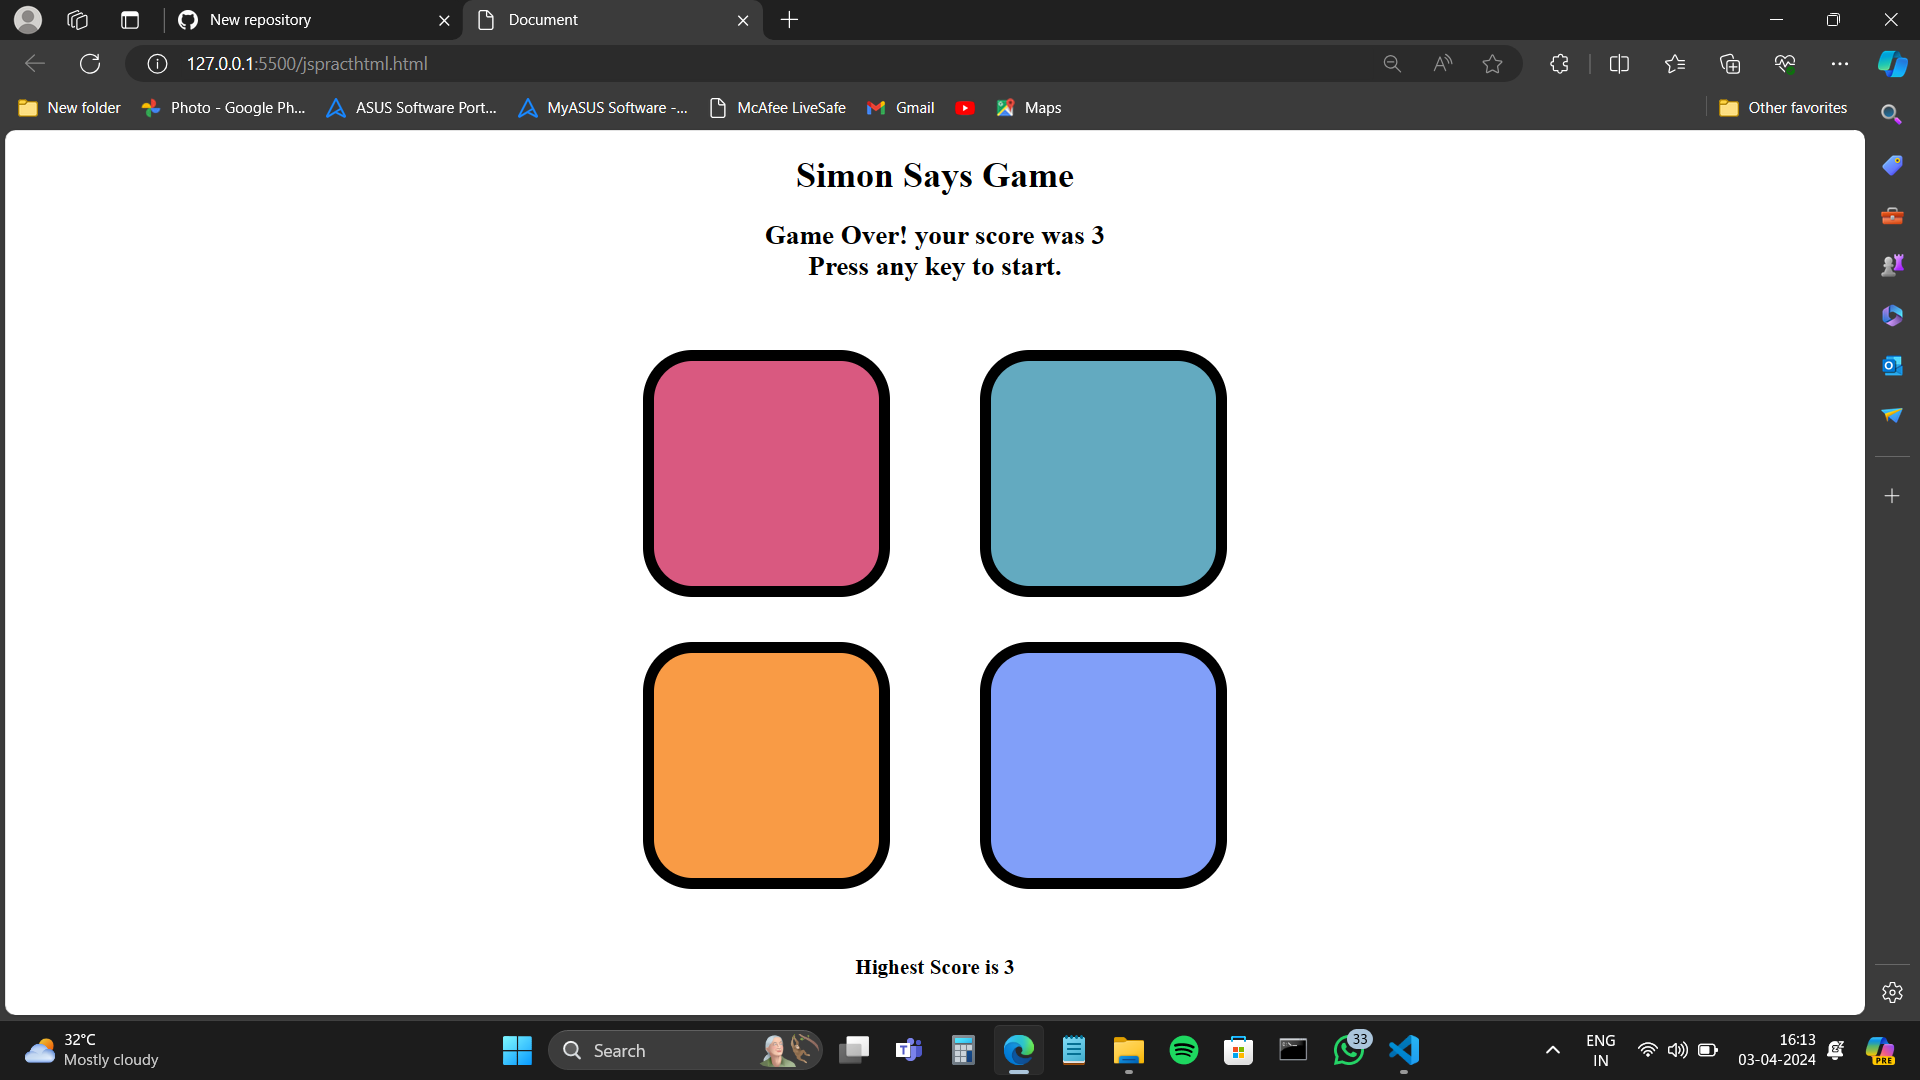 New repository
Document
127.0.0.1:5500/jspracthtml.html
New folder
Photo - Google Ph...
ASUS Software Port...
MyASUS Software -...
McAfee LiveSafe
Gmail
Maps
Other favorites
Simon Says Game
Game Over! your score was 3
Press any key to start.
Highest Score is 3
32°C
Mostly cloudy
Search
33
ENG
IN
16:13
03-04-2024
PRE